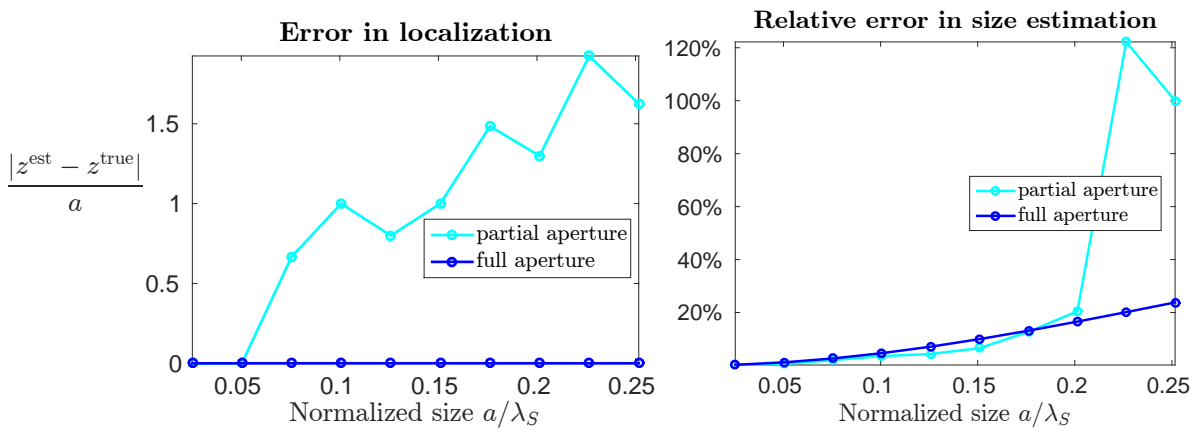 Error in localization
|z^est − z^true|
a
1.5
1
0.5
0
0.05 0.1 0.15 0.2 0.25
Normalized size a/λ_S
partial aperture
full aperture
Relative error in size estimation
120%
100%
80%
60%
40%
20%
0.05 0.1 0.15 0.2 0.25
Normalized size a/λ_S
partial aperture
full aperture